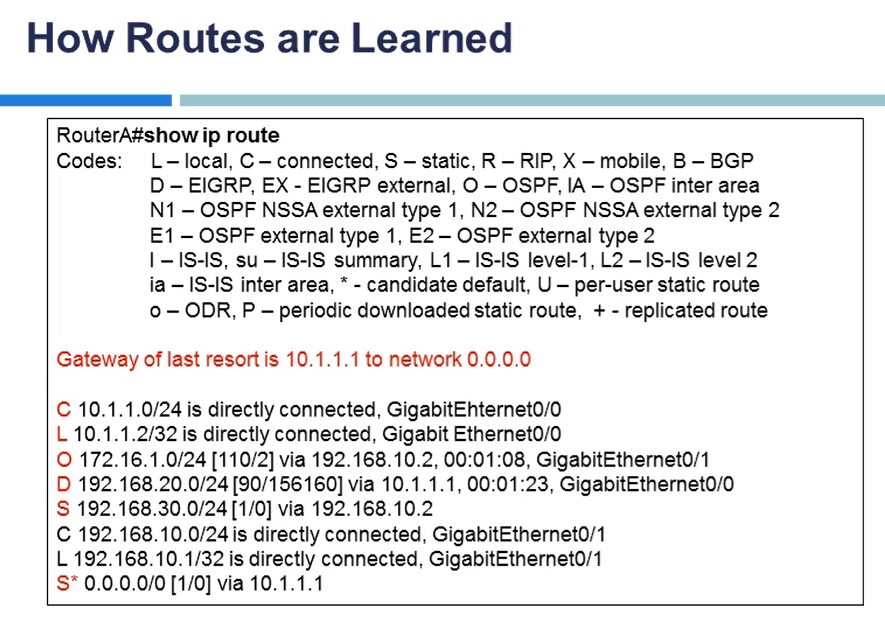 How Routes are Learned
RouterA#show ip route
Codes: L – local, C – connected, S – static, R – RIP, X – mobile, B – BGP
D – EIGRP, EX - EIGRP external, O – OSPF, IA – OSPF inter area
N1 – OSPF NSSA external type 1, N2 – OSPF NSSA external type 2
E1 – OSPF external type 1, E2 – OSPF external type 2
I – IS-IS, su – IS-IS summary, L1 – IS-IS level-1, L2 – IS-IS level 2
ia – IS-IS inter area, * - candidate default, U – per-user static route
o – ODR, P – periodic downloaded static route, + - replicated route
Gateway of last resort is 10.1.1.1 to network 0.0.0.0
C 10.1.1.0/24 is directly connected, GigabitEhternet0/0
L 10.1.1.2/32 is directly connected, Gigabit Ethernet0/0
O 172.16.1.0/24 [110/2] via 192.168.10.2, 00:01:08, GigabitEthernet0/1
D 192.168.20.0/24 [90/156160] via 10.1.1.1, 00:01:23, GigabitEthernet0/0
S 192.168.30.0/24 [1/0] via 192.168.10.2
C 192.168.10.0/24 is directly connected, GigabitEthernet0/1
L 192.168.10.1/32 is directly connected, GigabitEthernet0/1
S* 0.0.0.0/0 [1/0] via 10.1.1.1